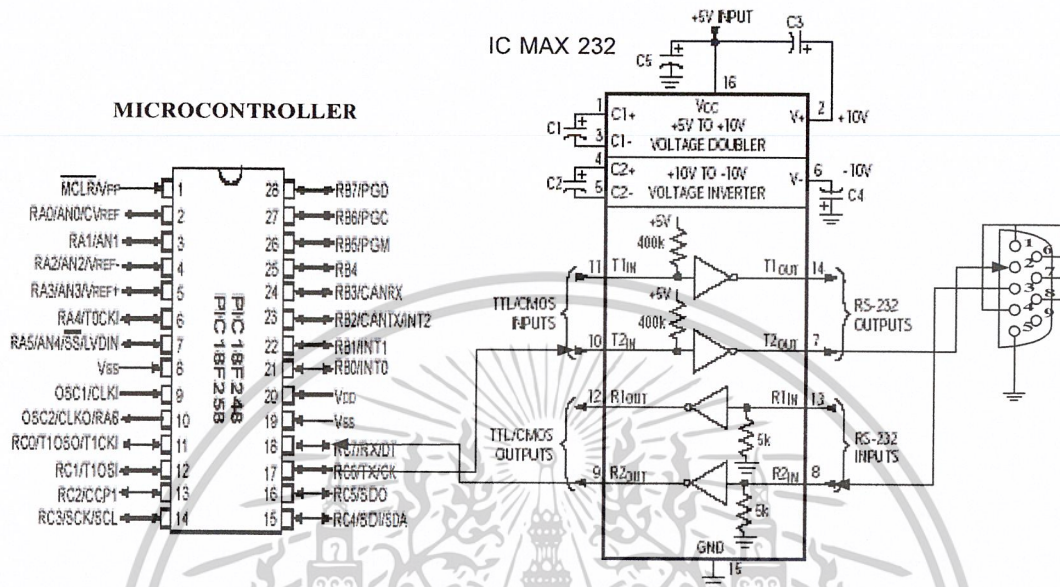 +5V INPUT
C3
IC MAX 232
C5
16
MICROCONTROLLER
1
C1+
VCC
V+
2
+10V
C1
+5V TO +10V
3
C1-
VOLTAGE DOUBLER
4
C2+
+10V TO -10V
V-
6
-10V
C2
5
C2-
VOLTAGE INVERTER
C4
MCLR/VPP
1
28
RB7/PGD
RA0/AN0/CVREF
2
27
RB6/PGC
RA1/AN1
3
26
RB5/PGM
RA2/AN2/VREF-
4
25
RB4
RA3/AN3/VREF+
5
24
RB3/CANRX
RA4/T0CKI
6
23
RB2/CANTX/INT2
RA5/AN4/SS/LVDIN
7
22
RB1/INT1
VSS
8
21
RB0/INT0
OSC1/CLKI
9
20
VDD
OSC2/CLKO/RA6
10
19
VSS
RC0/T1OSO/T1CKI
11
18
RC7/RX/DT
RC1/T1OSI
12
17
RC6/TX/CK
RC2/CCP1
13
16
RC5/SDO
RC3/SCK/SCL
14
15
RC4/SDI/SDA
PIC18F248
PIC18F258
+5V
400k
11
T1IN
T1OUT
14
TTL/CMOS
INPUTS
+5V
400k
RS-232
OUTPUTS
10
T2IN
T2OUT
7
12
R1OUT
R1IN
13
TTL/CMOS
OUTPUTS
5k
RS-232
INPUTS
9
R2OUT
R2IN
8
5k
GND
15
1
6
2
7
3
8
4
9
5